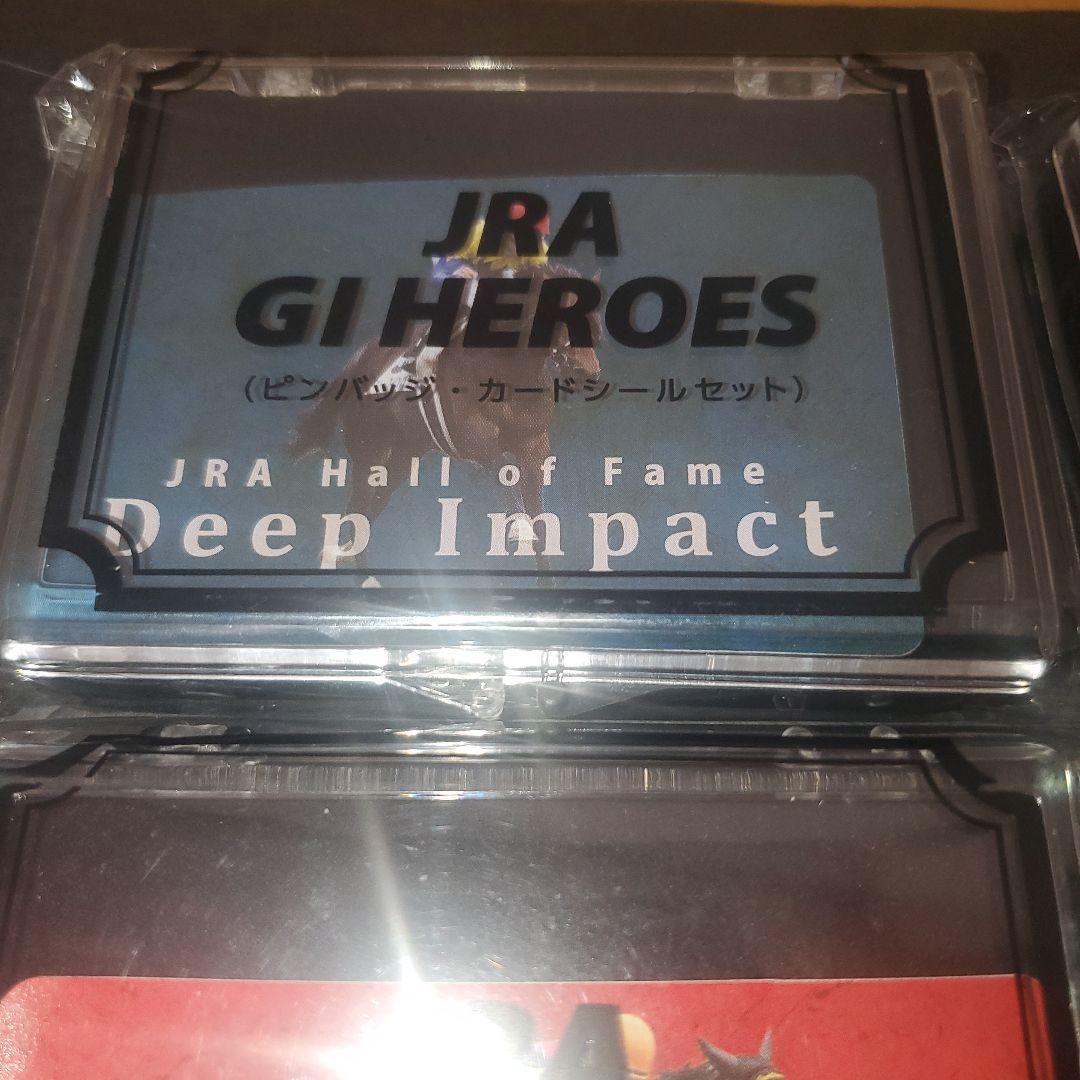 JRA
GI HEROES
(ピンバッジ・カードシールセット)
JRA Hall of Fame
Deep Impact